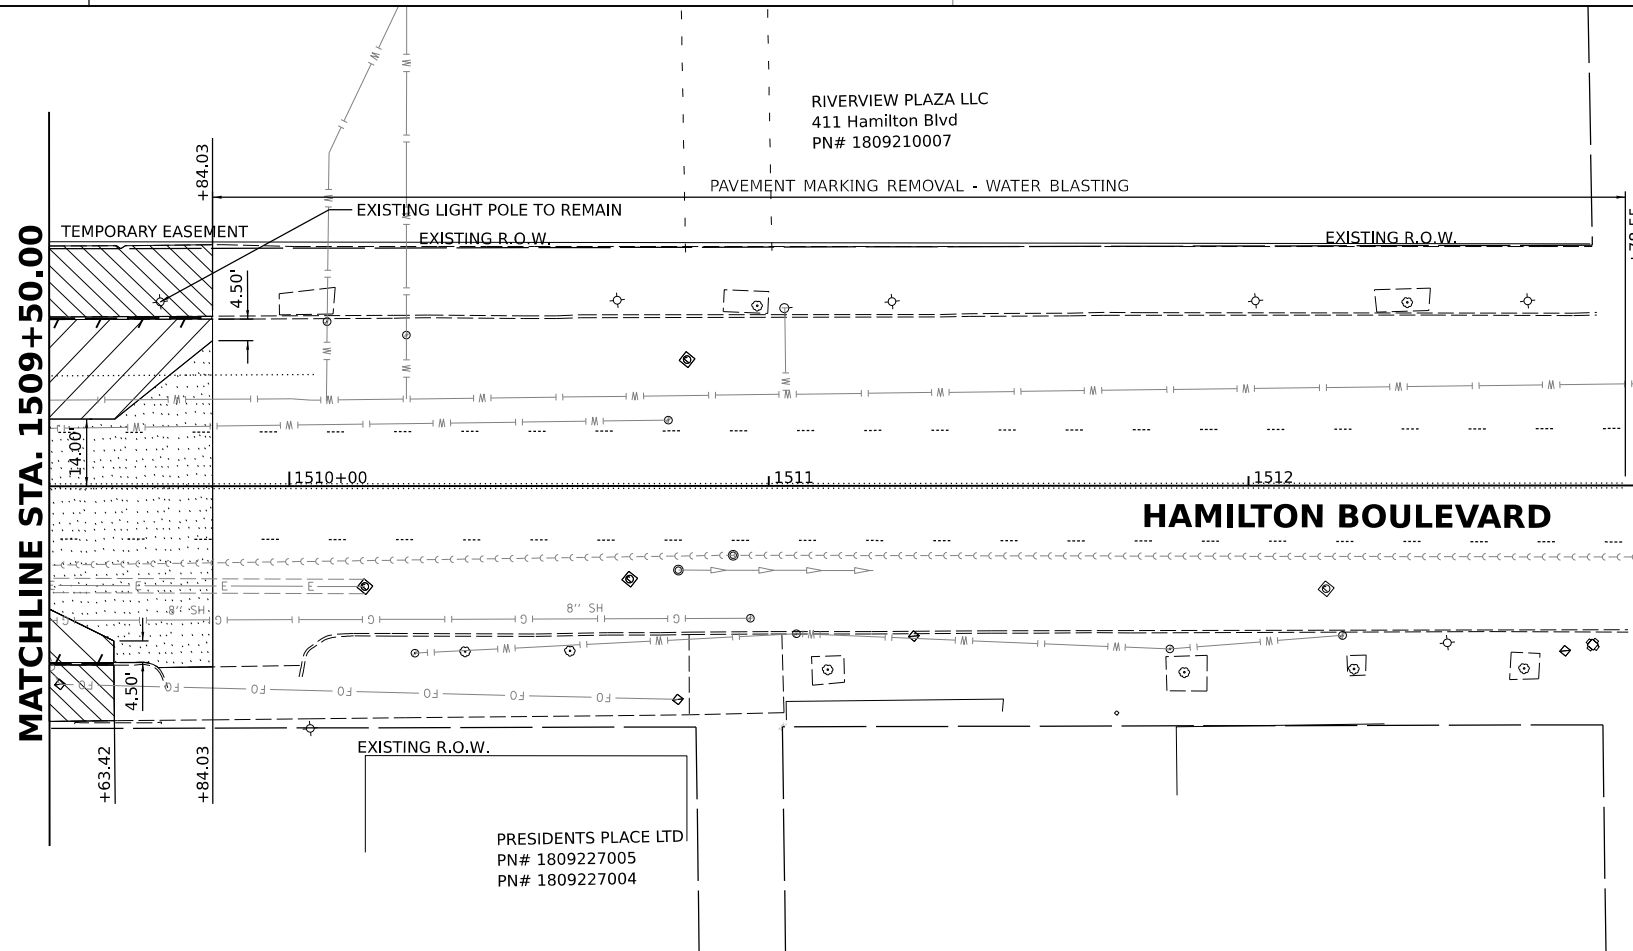 RIVERVIEW PLAZA LLC
411 Hamilton Blvd
PN# 1809210007
+84.03
PAVEMENT MARKING REMOVAL - WATER BLASTING
EXISTING LIGHT POLE TO REMAIN
TEMPORARY EASEMENT
EXISTING R.O.W.
EXISTING R.O.W.
4.50'
MATCHLINE STA. 1509+50.00
14.00'
1510+00
1511
1512
HAMILTON BOULEVARD
8'' SH
8'' SH
4.50'
EXISTING R.O.W.
+63.42
+84.03
PRESIDENTS PLACE LTD
PN# 1809227005
PN# 1809227004